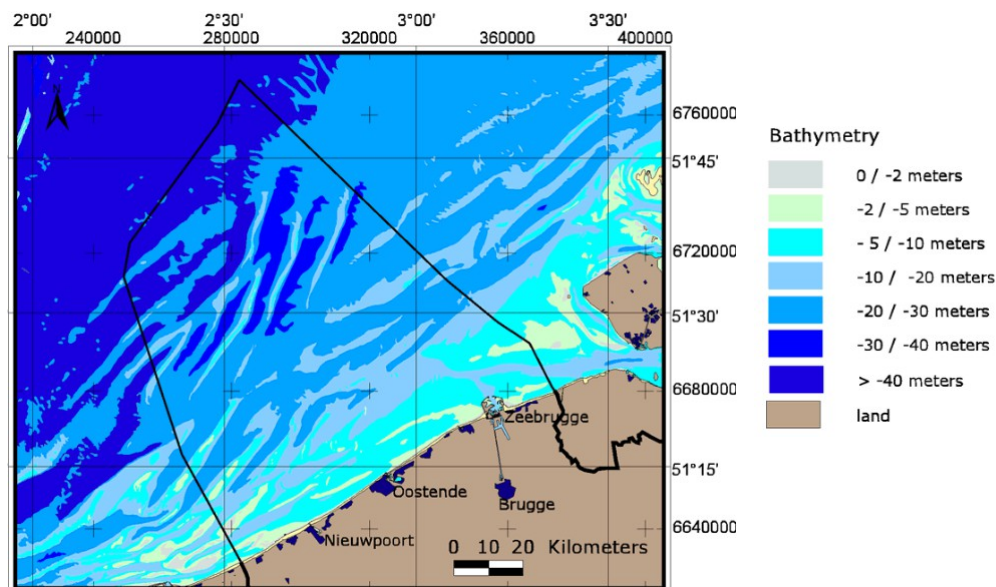 2°00' 2°30' 3°00' 3°30'
240000 280000 320000 360000 400000
6760000
51°45'
6720000
51°30'
6680000
51°15'
6640000
Zeebrugge
Oostende
Brugge
Nieuwpoort
0 10 20 Kilometers
Bathymetry
0 / -2 meters
-2 / -5 meters
- 5 / -10 meters
-10 / -20 meters
-20 / -30 meters
-30 / -40 meters
> -40 meters
land